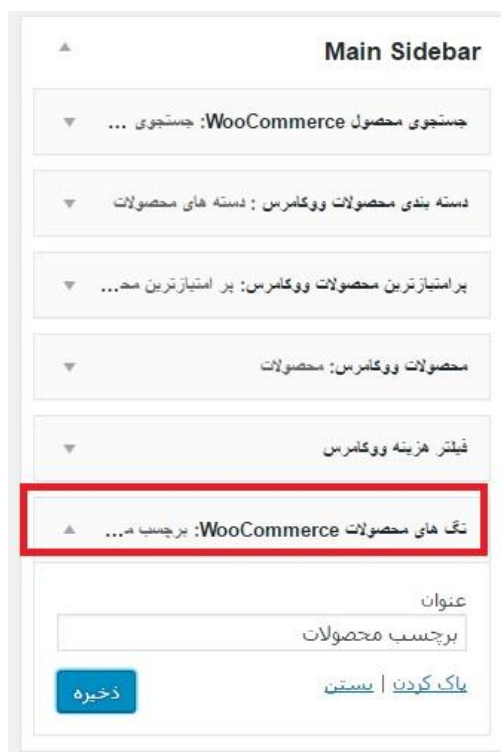 Main Sidebar
جستجوی محصول WooCommerce: جستجوی ...
دسته بندی محصولات ووکامرس : دسته های محصولات
پرامتیازترین محصولات ووکامرس: پر امتیازترین مح...
محصولات ووکامرس: محصولات
فیلتر هزینه ووکامرس
تگ های محصولات WooCommerce: برچسب م...
عنوان
برچسب محصولات
پاک کردن | بستن
ذخیره